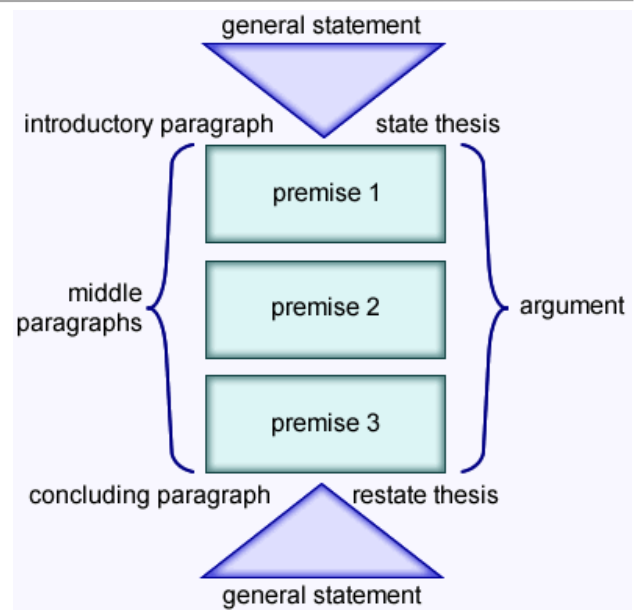 general statement
introductory paragraph
state thesis
premise 1
middle
paragraphs
premise 2
argument
premise 3
concluding paragraph
restate thesis
general statement